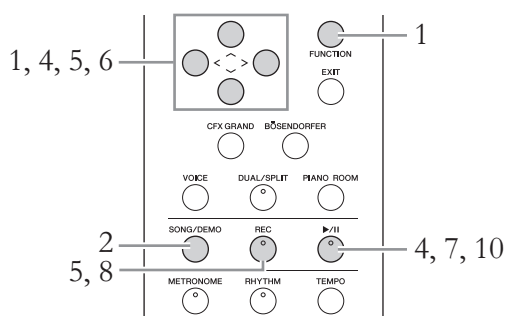 1
FUNCTION
1, 4, 5, 6
< >
EXIT
CFX GRAND BÖSENDORFER
VOICE DUAL/SPLIT PIANO ROOM
SONG/DEMO REC ►/II
2
4, 7, 10
5, 8
METRONOME RHYTHM TEMPO